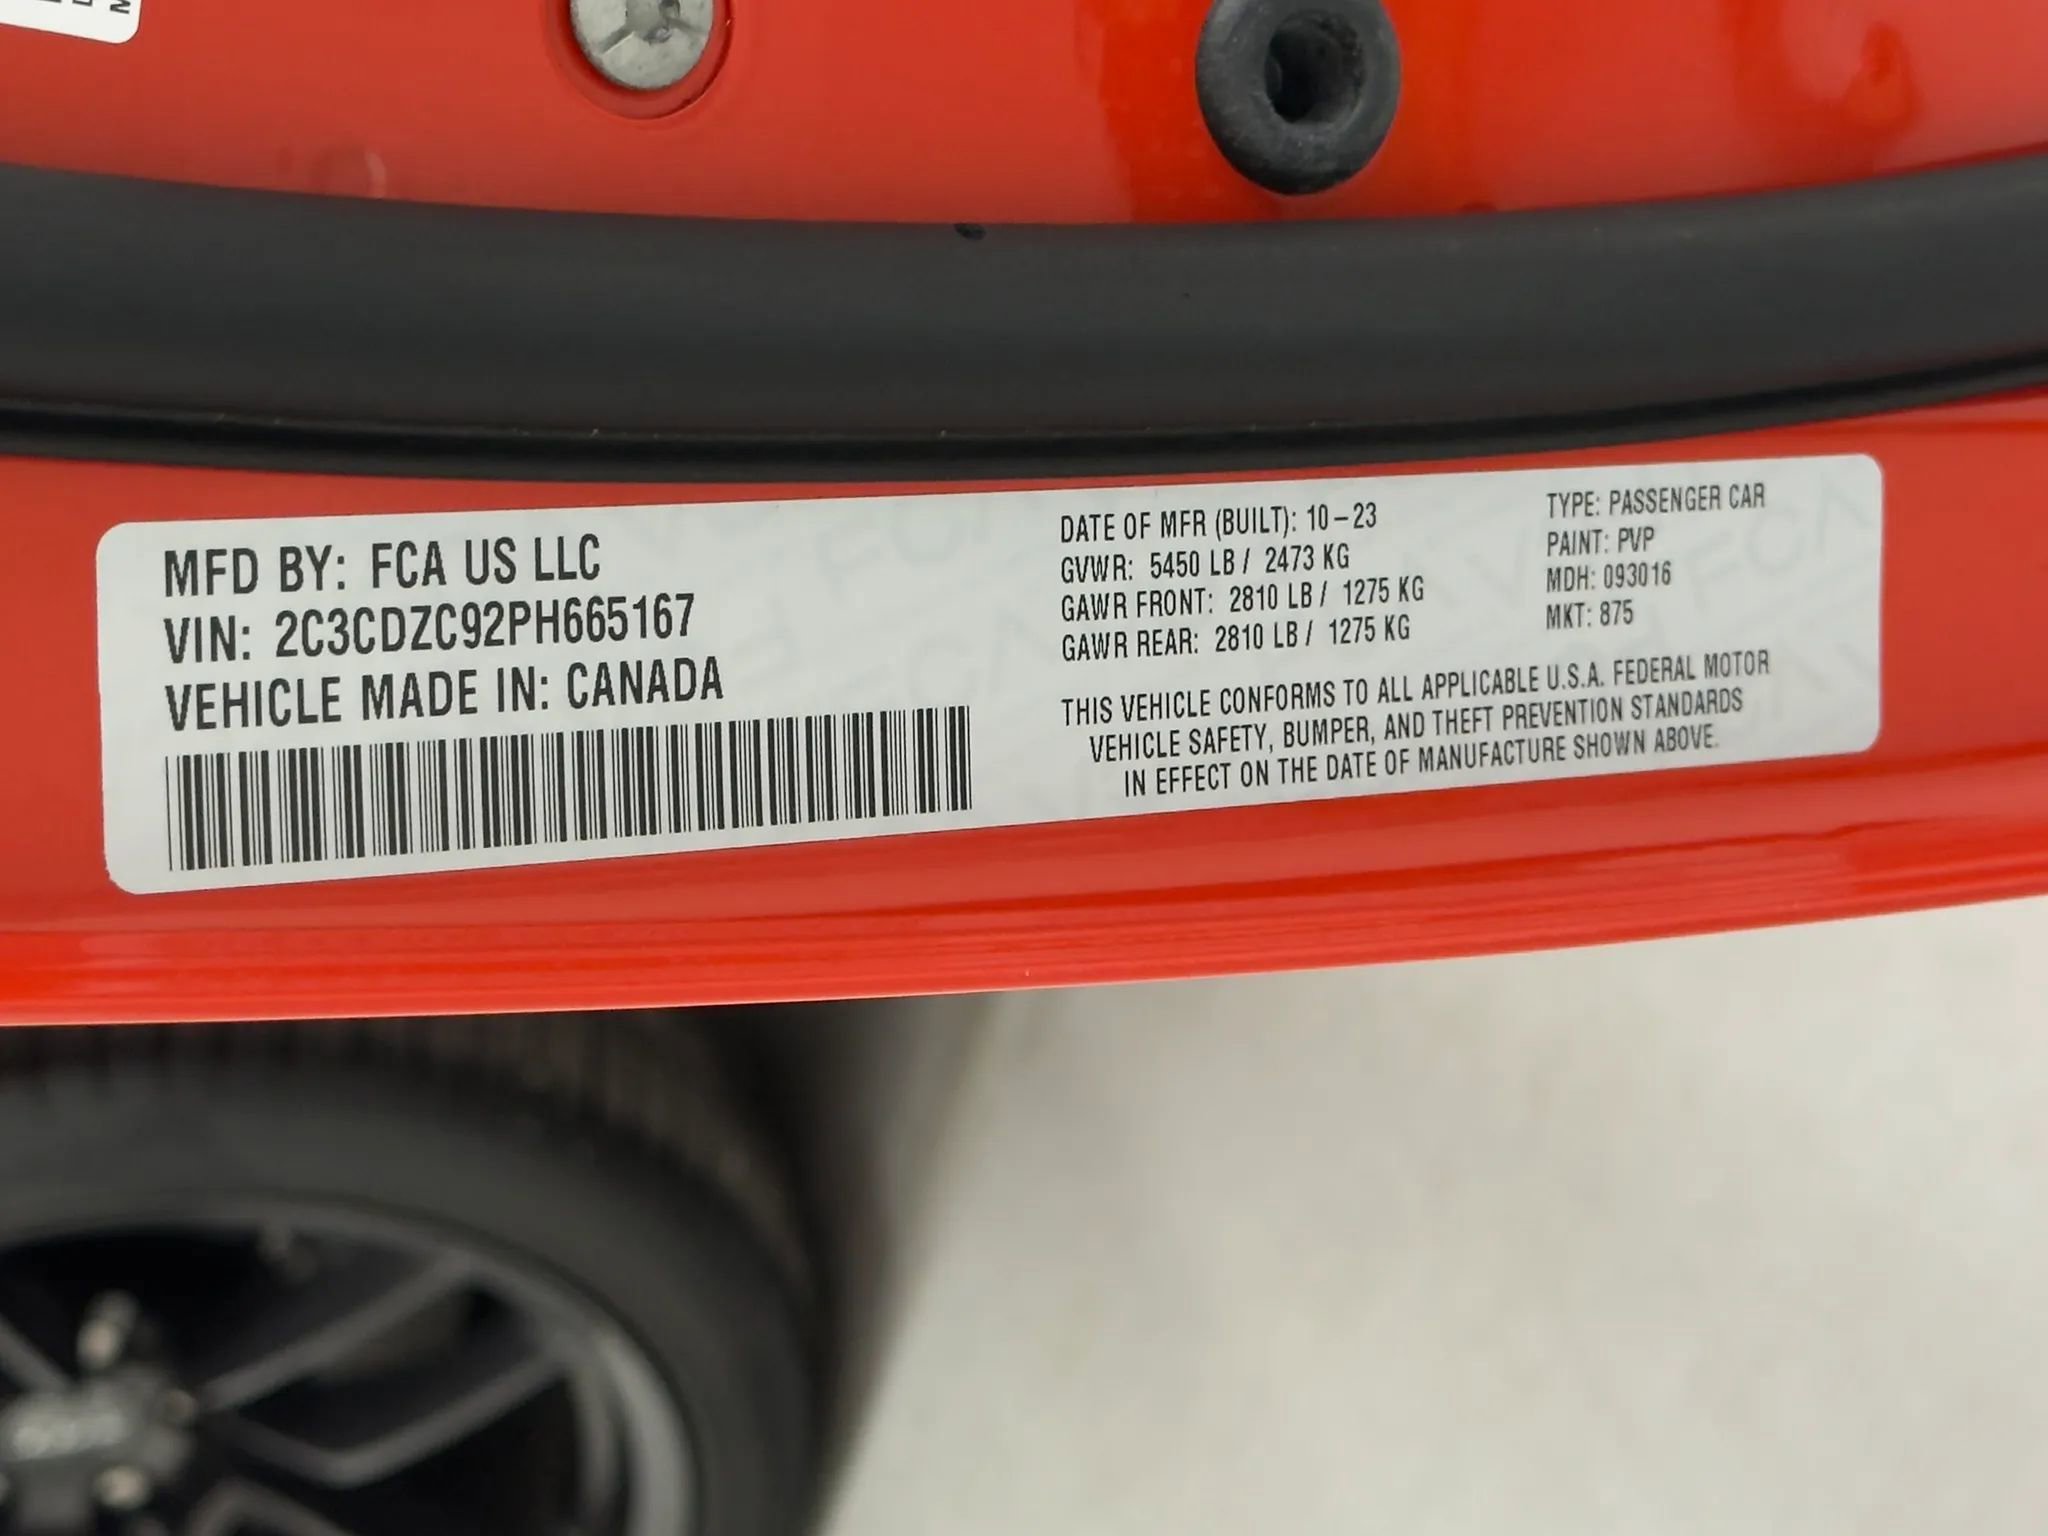 MFD BY: FCA US LLC
VIN: 2C3CDZC92PH665167
VEHICLE MADE IN: CANADA
DATE OF MFR (BUILT): 10-23
GVWR: 5450 LB / 2473 KG
GAWR FRONT: 2810 LB / 1275 KG
GAWR REAR: 2810 LB / 1275 KG
TYPE: PASSENGER CAR
PAINT: PVP
MDH: 093016
MKT: 875
THIS VEHICLE CONFORMS TO ALL APPLICABLE U.S.A. FEDERAL MOTOR
VEHICLE SAFETY, BUMPER, AND THEFT PREVENTION STANDARDS
IN EFFECT ON THE DATE OF MANUFACTURE SHOWN ABOVE.